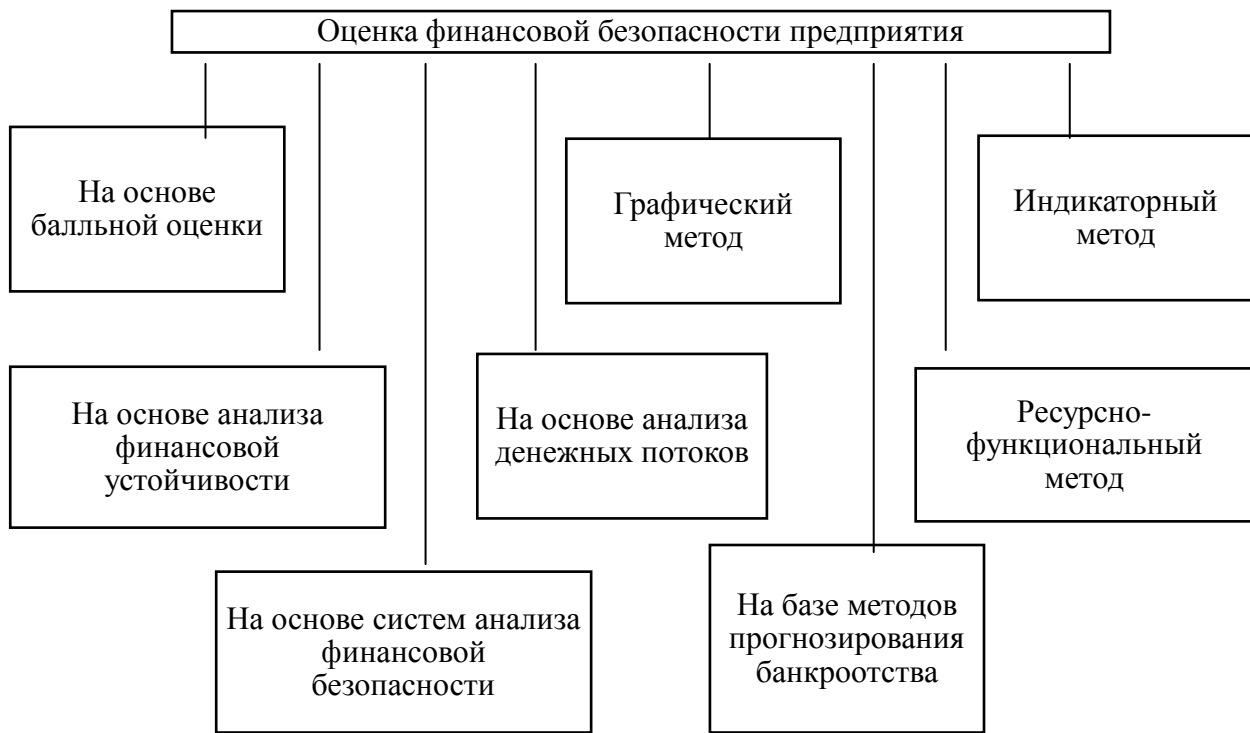 Оценка финансовой безопасности предприятия
На основе
балльной оценки
Графический
метод
Индикаторный
метод
На основе анализа
финансовой
устойчивости
На основе анализа
денежных потоков
Ресурсно-
функциональный
метод
На основе систем анализа
финансовой
безопасности
На базе методов
прогнозирования
банкроотства